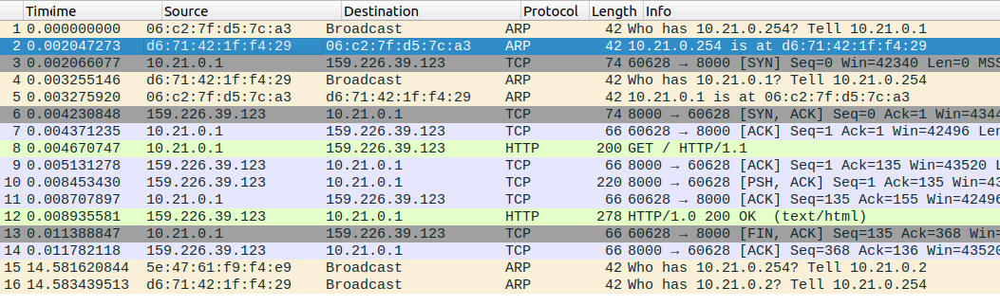 Time Source Destination Protocol Length Info
1 0.000000000 06:c2:7f:d5:7c:a3 Broadcast ARP 42 Who has 10.21.0.254? Tell 10.21.0.1
2 0.002047273 d6:71:42:1f:f4:29 06:c2:7f:d5:7c:a3 ARP 42 10.21.0.254 is at d6:71:42:1f:f4:29
3 0.002066077 10.21.0.1 159.226.39.123 TCP 74 60628 → 8000 [SYN] Seq=0 Win=42340 Len=0 MSS
4 0.003255146 d6:71:42:1f:f4:29 Broadcast ARP 42 Who has 10.21.0.1? Tell 10.21.0.254
5 0.003275920 06:c2:7f:d5:7c:a3 d6:71:42:1f:f4:29 ARP 42 10.21.0.1 is at 06:c2:7f:d5:7c:a3
6 0.004230848 159.226.39.123 10.21.0.1 TCP 74 8000 → 60628 [SYN, ACK] Seq=0 Ack=1 Win=4344
7 0.004371235 10.21.0.1 159.226.39.123 TCP 66 60628 → 8000 [ACK] Seq=1 Ack=1 Win=42496 Len
8 0.004670747 10.21.0.1 159.226.39.123 HTTP 200 GET / HTTP/1.1
9 0.005131278 159.226.39.123 10.21.0.1 TCP 66 8000 → 60628 [ACK] Seq=1 Ack=135 Win=43520 L
10 0.008453430 159.226.39.123 10.21.0.1 TCP 220 8000 → 60628 [PSH, ACK] Seq=1 Ack=135 Win=43
11 0.008707897 10.21.0.1 159.226.39.123 TCP 66 60628 → 8000 [ACK] Seq=135 Ack=155 Win=42496
12 0.008935581 159.226.39.123 10.21.0.1 HTTP 278 HTTP/1.0 200 OK (text/html)
13 0.011388847 10.21.0.1 159.226.39.123 TCP 66 60628 → 8000 [FIN, ACK] Seq=135 Ack=368 Win=
14 0.011782118 159.226.39.123 10.21.0.1 TCP 66 8000 → 60628 [ACK] Seq=368 Ack=136 Win=43520
15 14.581620844 5e:47:61:f9:f4:e9 Broadcast ARP 42 Who has 10.21.0.254? Tell 10.21.0.2
16 14.583439513 d6:71:42:1f:f4:29 Broadcast ARP 42 Who has 10.21.0.2? Tell 10.21.0.254